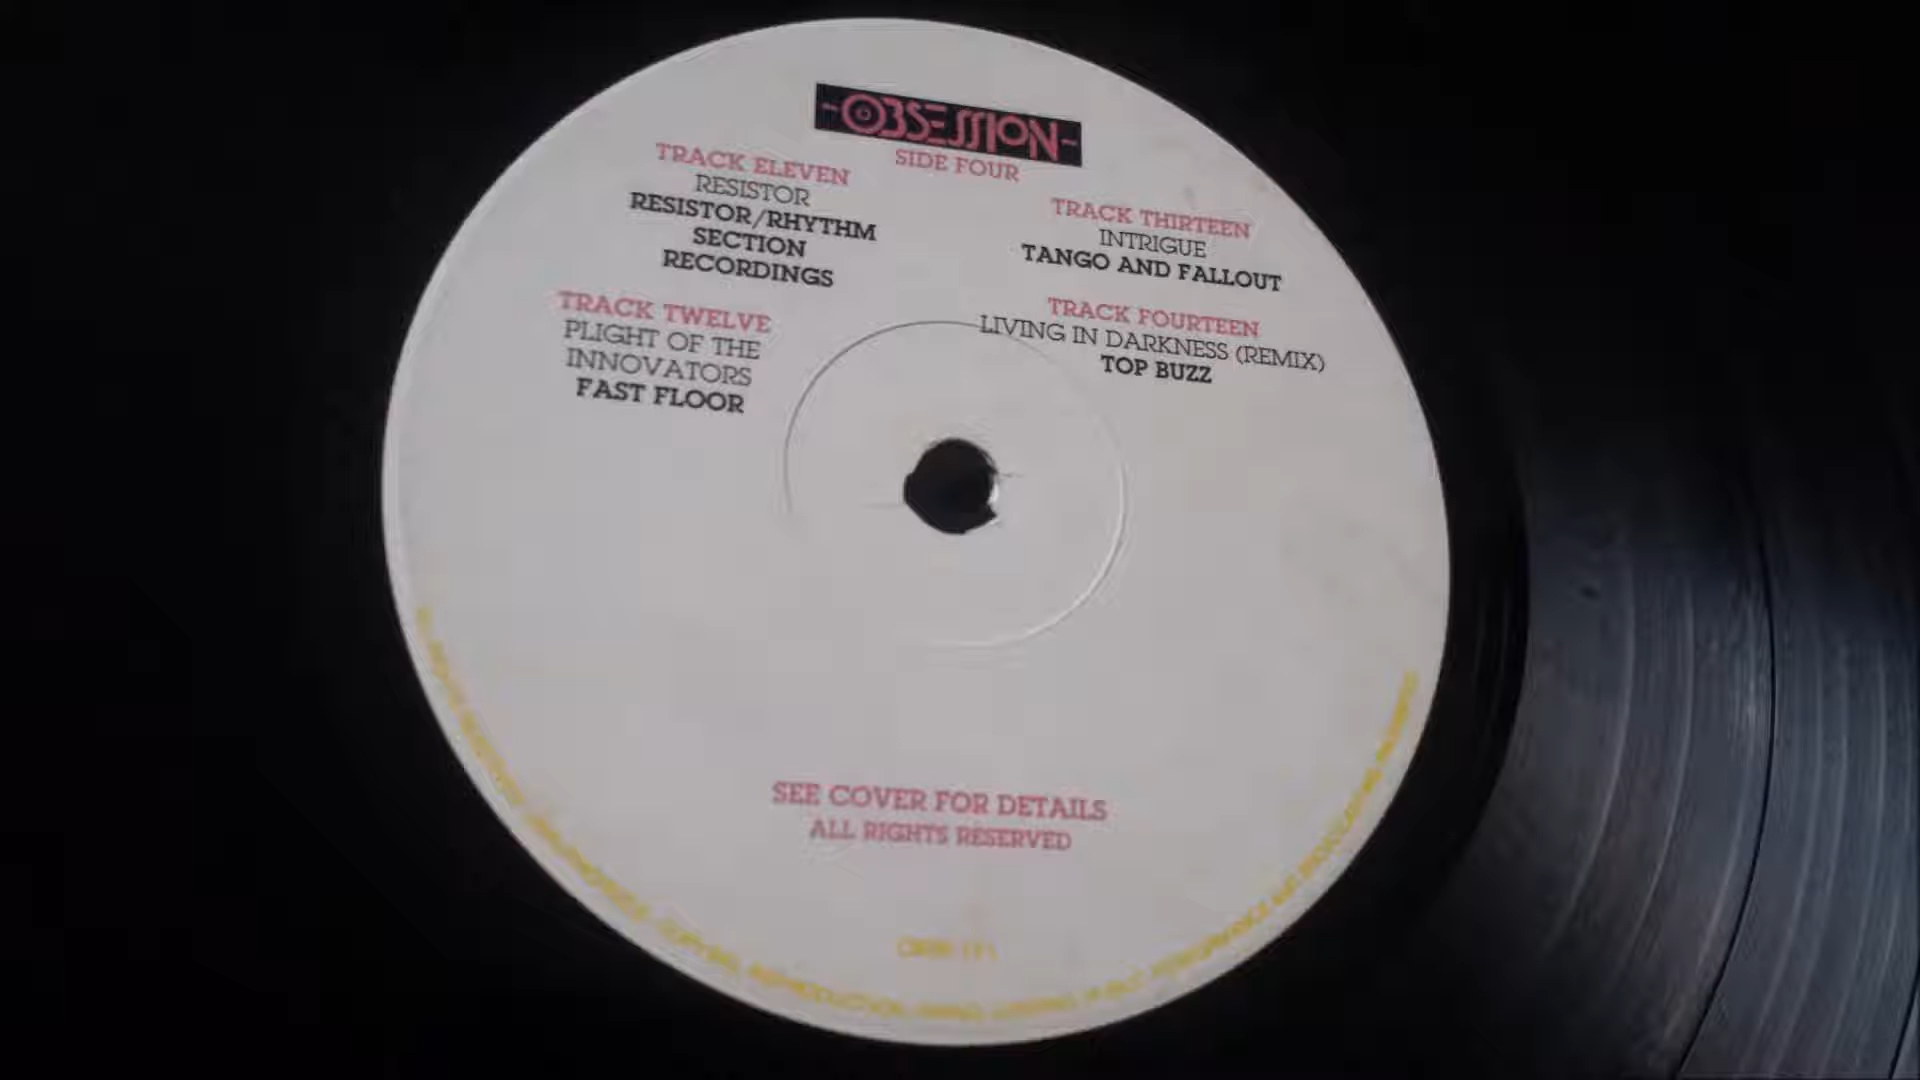 -OBSESSION-
SIDE FOUR
TRACK ELEVEN
RESISTOR
RESISTOR/RHYTHM
SECTION
RECORDINGS
TRACK TWELVE
PLIGHT OF THE
INNOVATORS
FAST FLOOR
TRACK THIRTEEN
INTRIGUE
TANGO AND FALLOUT
TRACK FOURTEEN
LIVING IN DARKNESS (REMIX)
TOP BUZZ
SEE COVER FOR DETAILS
ALL RIGHTS RESERVED